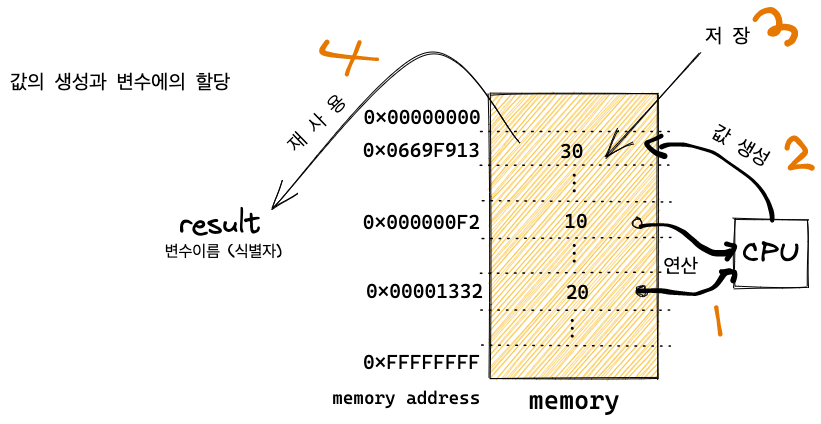 값의 생성과 변수에의 할당
4
재 사 용
저 장
3
0×00000000
0×0669F913
30
값 생성
2
⋮
0×000000F2
10
⋮
연산
CPU
result
변수이름 (식별자)
0×00001332
20
1
⋮
0×FFFFFFFF
memory address
memory